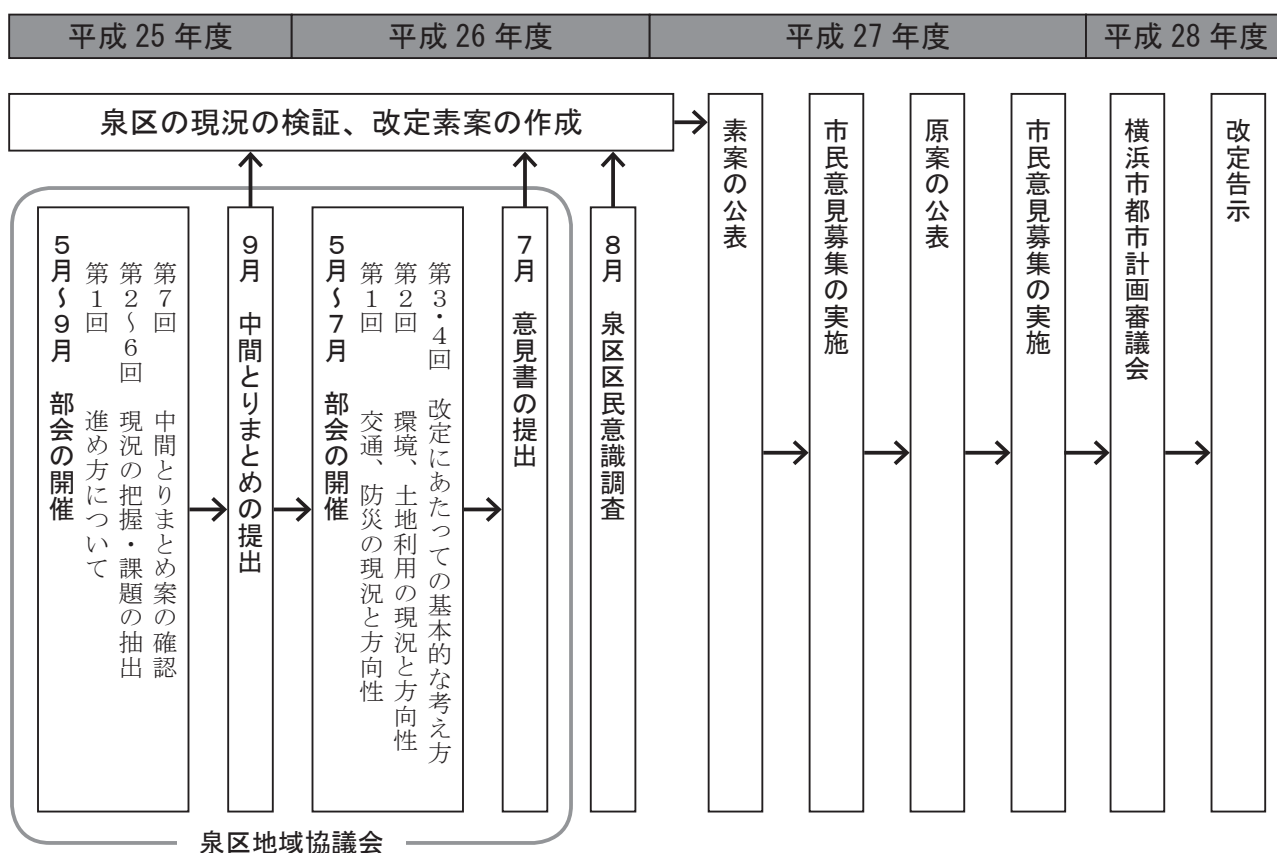 平成 25 年度
平成 26 年度
平成 27 年度
平成 28 年度
泉区の現況の検証、改定素案の作成
5月~9月 部会の開催
第1回 進め方について
第2~6回 現況の把握・課題の抽出
第7回 中間とりまとめ案の確認
9月 中間とりまとめの提出
5月~7月 部会の開催
第1回 交通、防災の現況と方向性
第2回 環境、土地利用の現況と方向性
第3・4回 改定にあたっての基本的な考え方
7月 意見書の提出
8月 泉区区民意識調査
素案の公表
市民意見募集の実施
原案の公表
市民意見募集の実施
横浜市都市計画審議会
改定告示
泉区地域協議会